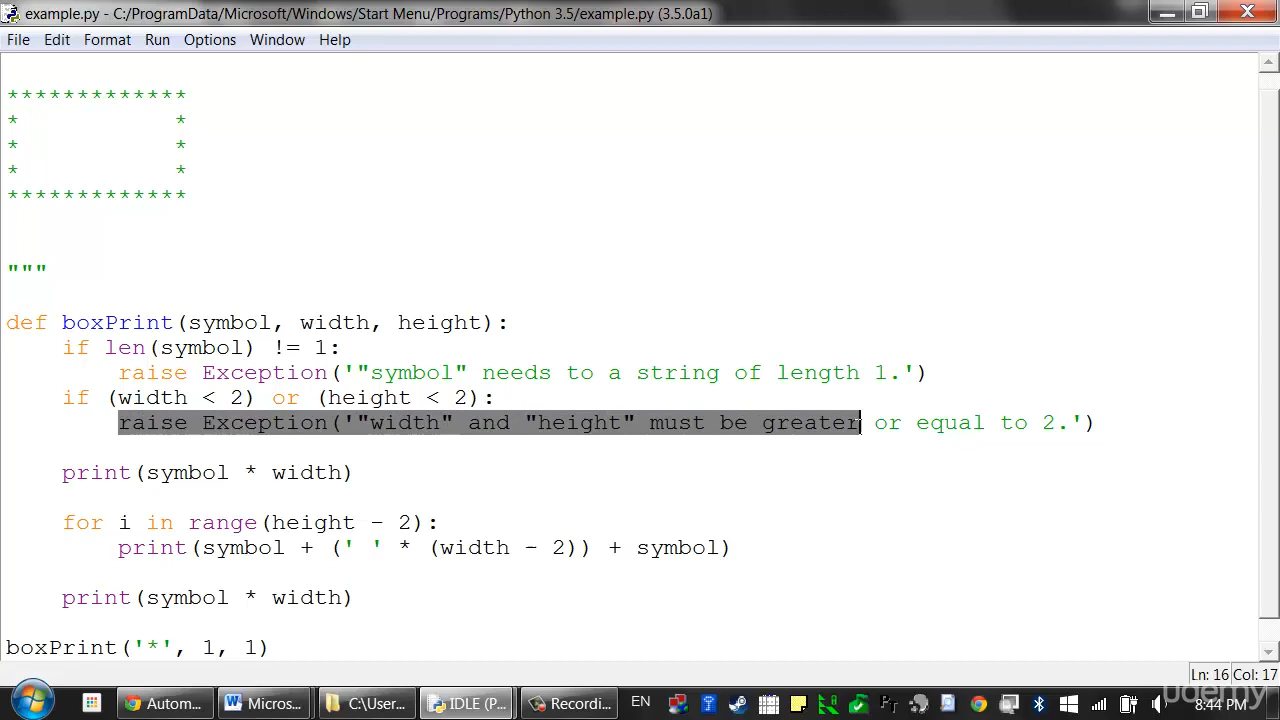 example.py - C:/ProgramData/Microsoft/Windows/Start Menu/Programs/Python 3.5/example.py (3.5.0a1)
File Edit Format Run Options Window Help
*************
*           *
*           *
*           *
*************
"""
def boxPrint(symbol, width, height):
    if len(symbol) != 1:
        raise Exception('"symbol" needs to a string of length 1.')
    if (width < 2) or (height < 2):
        raise Exception('"width" and "height" must be greater or equal to 2.')
    print(symbol * width)
    for i in range(height - 2):
        print(symbol + (' ' * (width - 2)) + symbol)
    print(symbol * width)
boxPrint('*', 1, 1)
Ln: 16 Col: 17
Autom... Micros... C:\User... IDLE (P... Recordi... EN 8:44 PM
udemy